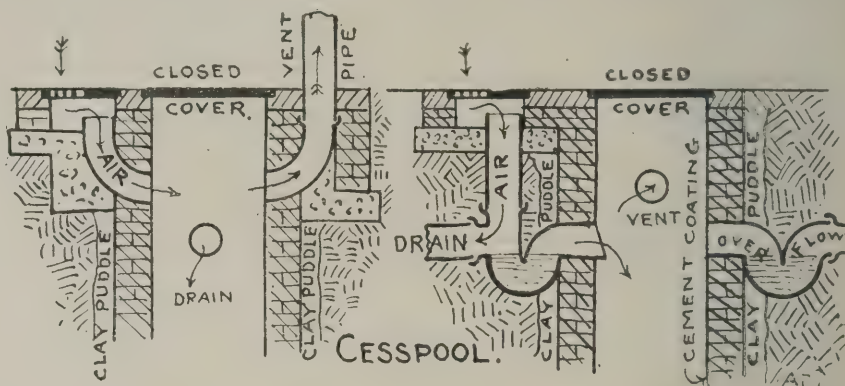 CLOSED
COVER.
VENT
PIPE
AIR
DRAIN
CLAY PUDDLE
CLAY PUDDLE
CESSPOOL.
CLOSED
COVER
AIR
PUDDLE
CLAY
DRAIN
VENT
CEMENT COATING
PUDDLE
CLAY
OVER FLOW